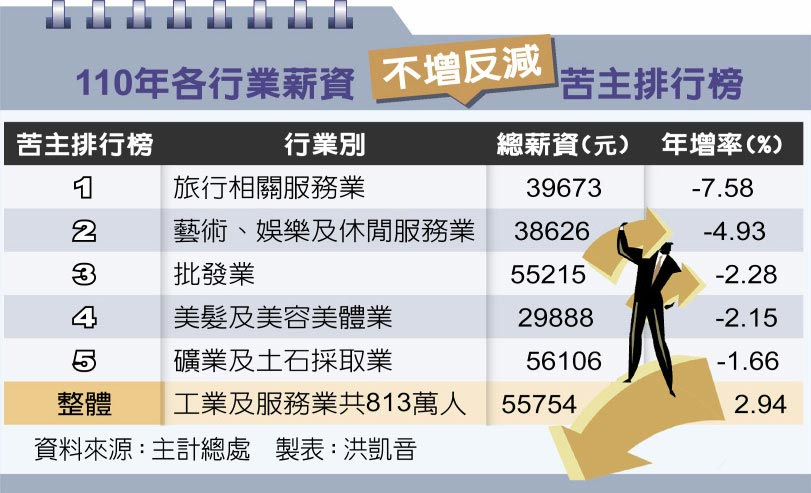 110年各行業薪資 不增反減 苦主排行榜
苦主排行榜 行業別 總薪資(元) 年增率(%)
1 旅行相關服務業 39673 -7.58
2 藝術、娛樂及休閒服務業 38626 -4.93
3 批發業 55215 -2.28
4 美髮及美容美體業 29888 -2.15
5 礦業及土石採取業 56106 -1.66
整體 工業及服務業共813萬人 55754 2.94
資料來源：主計總處 製表：洪凱音